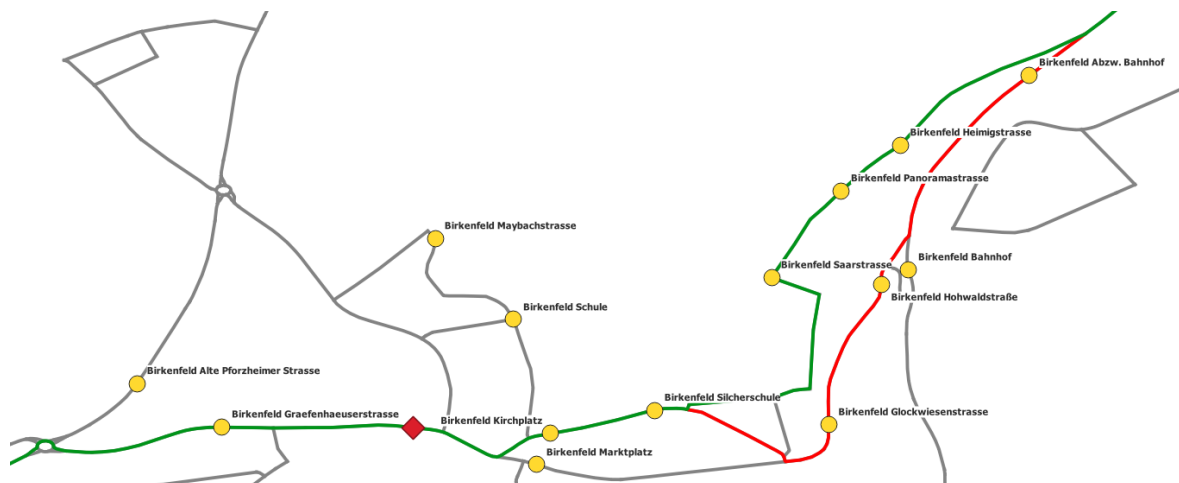 Birkenfeld Abzw. Bahnhof
Birkenfeld Heimigstrasse
Birkenfeld Panoramastrasse
Birkenfeld Maybachstrasse
Birkenfeld Bahnhof
Birkenfeld Saarstrasse
Birkenfeld Hohwaldstraße
Birkenfeld Schule
Birkenfeld Alte Pforzheimer Strasse
Birkenfeld Silcherschule
Birkenfeld Graefenhaeuserstrasse
Birkenfeld Kirchplatz
Birkenfeld Glockwiesenstrasse
Birkenfeld Marktplatz